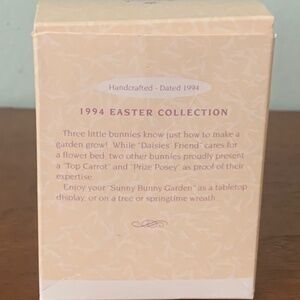 Handcrafted - Dated 1994
1994 EASTER COLLECTION
Three little bunnies know just how to make a
garden grow! While "Daisies' Friend" cares for
a flower bed, two other bunnies proudly present
a "Top Carrot" and "Prize Posey" as proof of their
expertise.
Enjoy your "Sunny Bunny Garden" as a tabletop
display, or on a tree or springtime wreath.